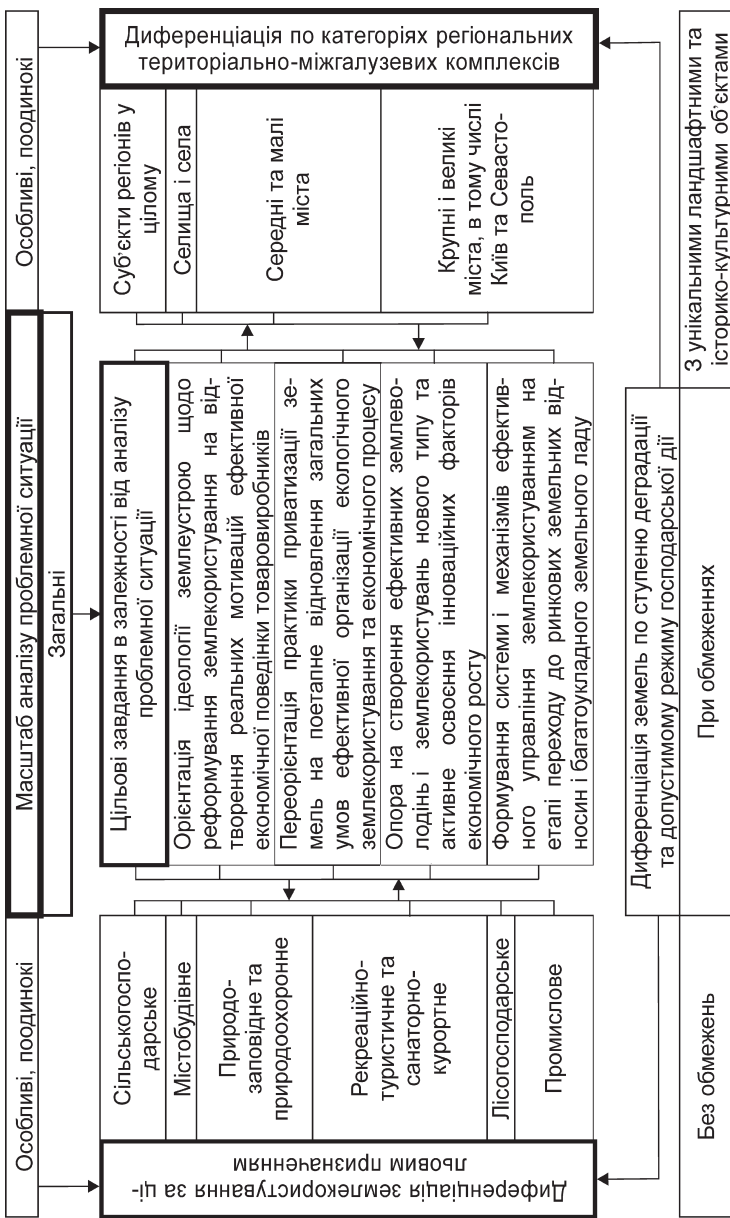 Масштаб аналізу проблемної ситуації
Особливі, поодинокі
Загальні
Особливі, поодинокі
Диференціація землекористування за ці-
льовим призначенням
Сільськогоспо-
дарське
Містобудівне
Природо-
заповідне та
природоохоронне
Рекреаційно-
туристичне та
санаторно-
курортне
Лісогосподарське
Промислове
Цільові завдання в залежності від аналізу
проблемної ситуації
Орієнтація ідеології землеустрою щодо
реформування землекористування на від-
творення реальних мотивацій ефективної
економічної поведінки товаровиробників
Переорієнтація практики приватизації зе-
мель на поетапне відновлення загальних
умов ефективної організації екологічного
землекористування та економічного процесу
Опора на створення ефективних землево-
лодінь і землекористувань нового типу та
активне освоєння інноваційних факторів
економічного росту
Формування системи і механізмів ефектив-
ного управління землекористуванням на
етапі переходу до ринкових земельних від-
носин і багатоукладного земельного ладу
Суб'єкти регіонів у
цілому
Селища і села
Середні та малі
міста
Крупні і великі
міста, в тому числі
Київ та Севасто-
поль
Диференціація по категоріях регіональних
територіально-міжгалузевих комплексів
Диференціація земель по ступеню деградації
та допустимому режиму господарської дії
Без обмежень
При обмеженнях
З унікальними ландшафтними та
історико-культурними об'єктами